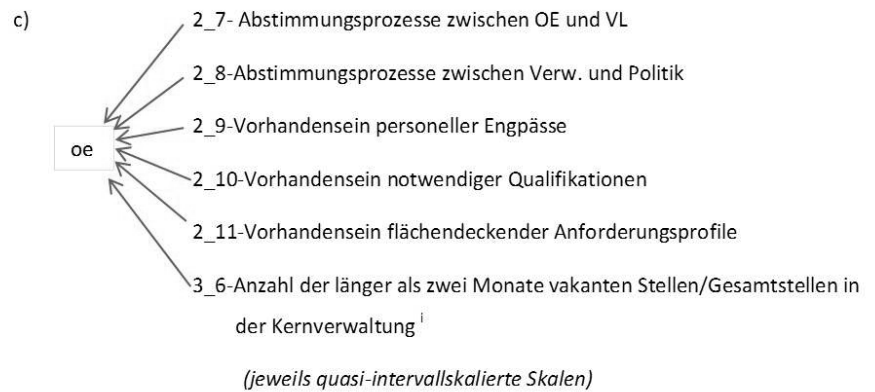 c)
2_7- Abstimmungsprozesse zwischen OE und VL
2_8-Abstimmungsprozesse zwischen Verw. und Politik
2_9-Vorhandensein personeller Engpässe
oe
2_10-Vorhandensein notwendiger Qualifikationen
2_11-Vorhandensein flächendeckender Anforderungsprofile
3_6-Anzahl der länger als zwei Monate vakanten Stellen/Gesamtstellen in
der Kernverwaltung i
(jeweils quasi-intervallskalierte Skalen)